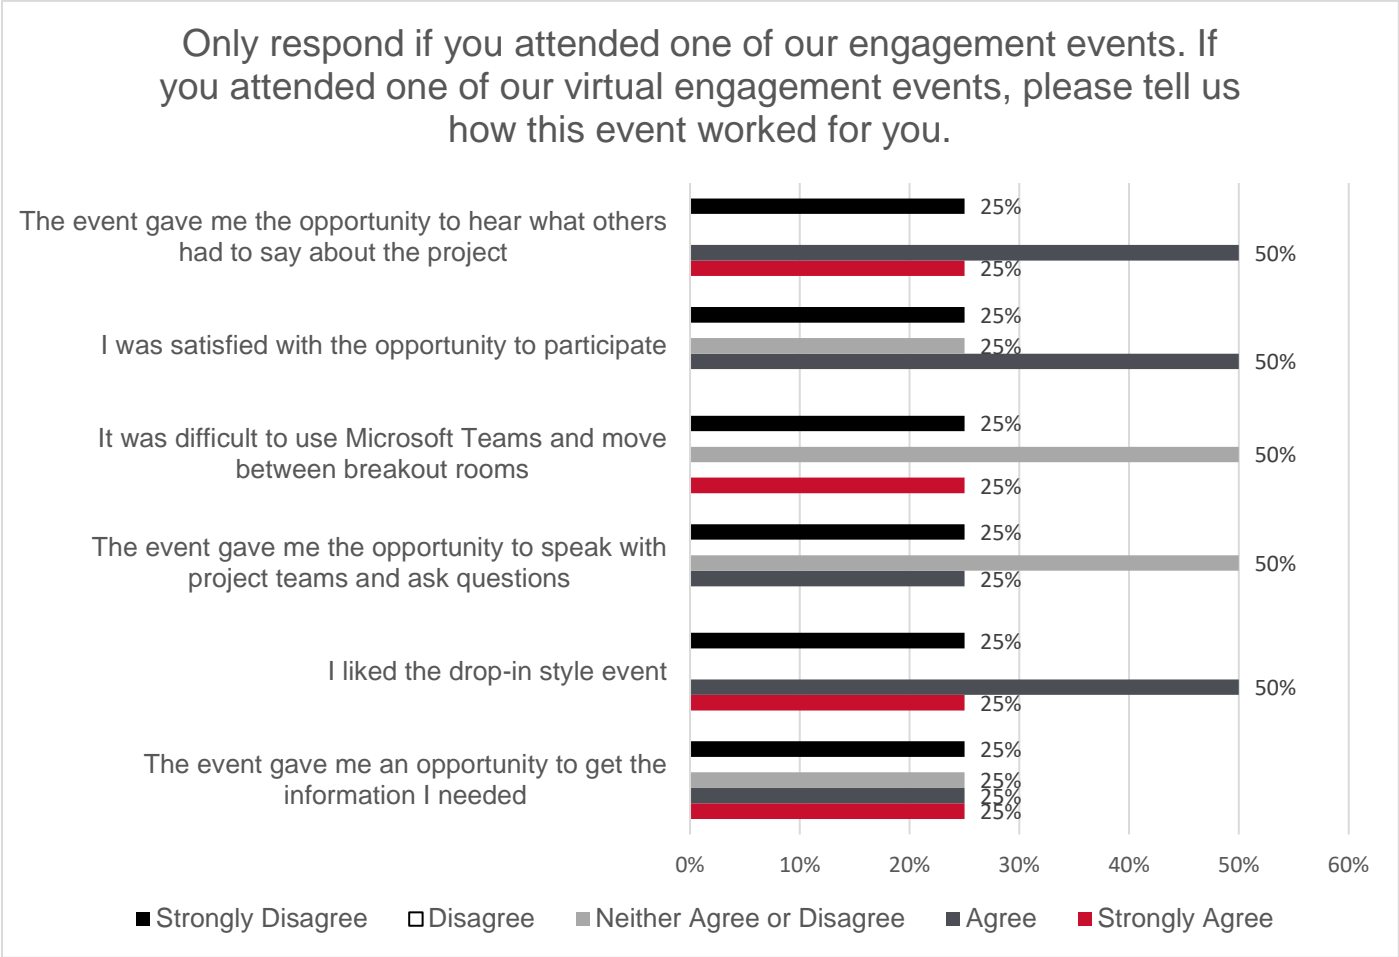 Only respond if you attended one of our engagement events. If
you attended one of our virtual engagement events, please tell us
how this event worked for you.
The event gave me the opportunity to hear what others
had to say about the project
25%
50%
25%
I was satisfied with the opportunity to participate
25%
25%
50%
It was difficult to use Microsoft Teams and move
between breakout rooms
25%
50%
25%
The event gave me the opportunity to speak with
project teams and ask questions
25%
50%
25%
I liked the drop-in style event
25%
50%
25%
The event gave me an opportunity to get the
information I needed
25%
25%
25%
25%
0% 10% 20% 30% 40% 50% 60%
Strongly Disagree Disagree Neither Agree or Disagree Agree Strongly Agree